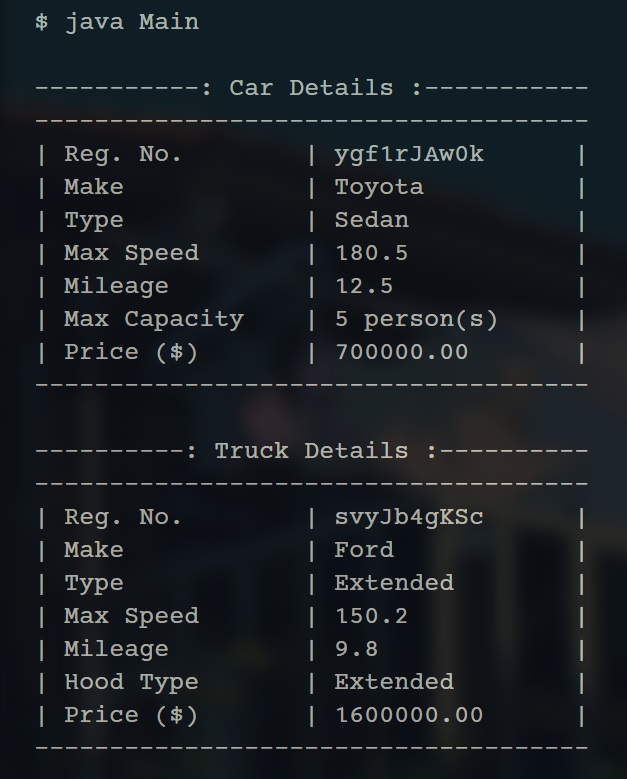 $ java Main
-----------: Car Details :-----------
-------------------------------------
| Reg. No.        | ygf1rJAw0k      |
| Make            | Toyota          |
| Type            | Sedan           |
| Max Speed       | 180.5           |
| Mileage         | 12.5            |
| Max Capacity    | 5 person(s)     |
| Price ($)       | 700000.00       |
-------------------------------------
----------: Truck Details :----------
-------------------------------------
| Reg. No.        | svyJb4gKSc      |
| Make            | Ford            |
| Type            | Extended        |
| Max Speed       | 150.2           |
| Mileage         | 9.8             |
| Hood Type       | Extended        |
| Price ($)       | 1600000.00      |
-------------------------------------